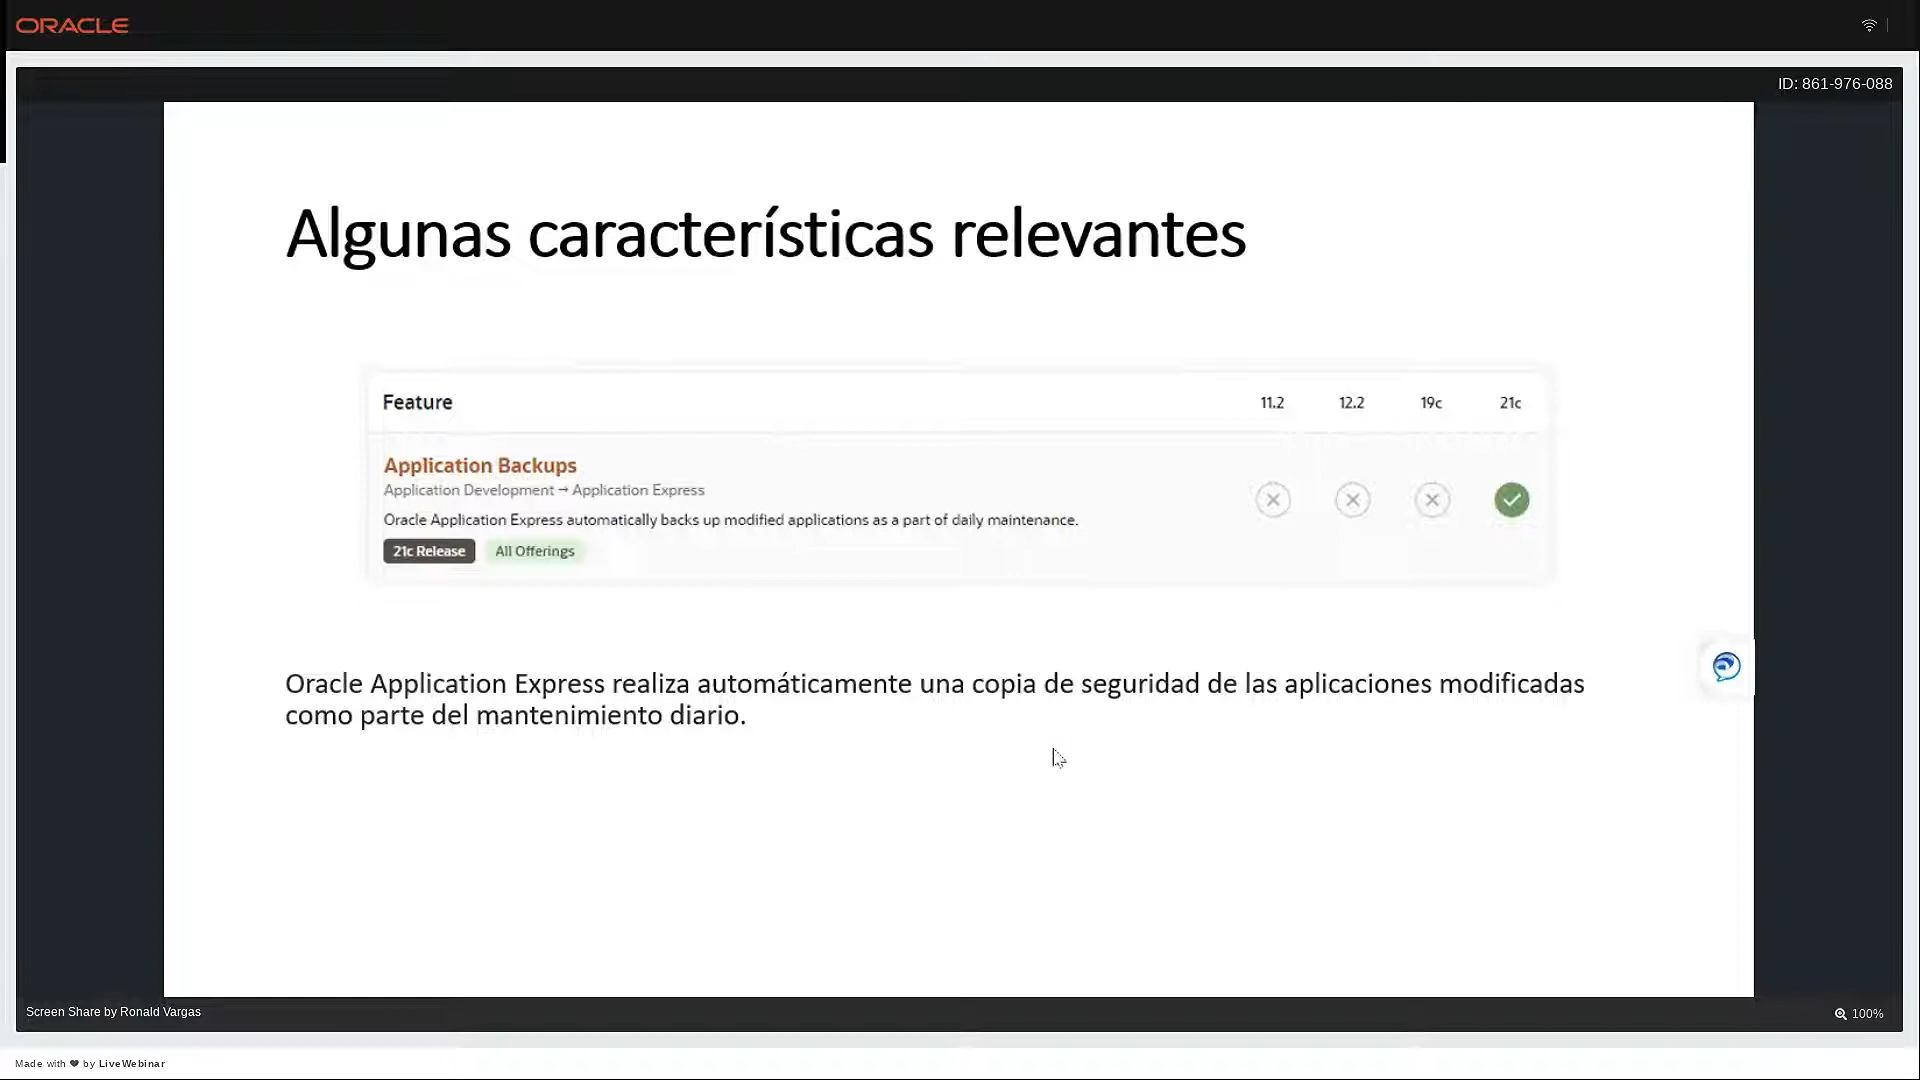 ORACLE
ID: 861-976-088
Algunas características relevantes
Feature 11.2 12.2 19c 21c
Application Backups
Application Development → Application Express
Oracle Application Express automatically backs up modified applications as a part of daily maintenance.
21c Release All Offerings
Oracle Application Express realiza automáticamente una copia de seguridad de las aplicaciones modificadas
como parte del mantenimiento diario.
Screen Share by Ronald Vargas
100%
Made with ❤ by LiveWebinar